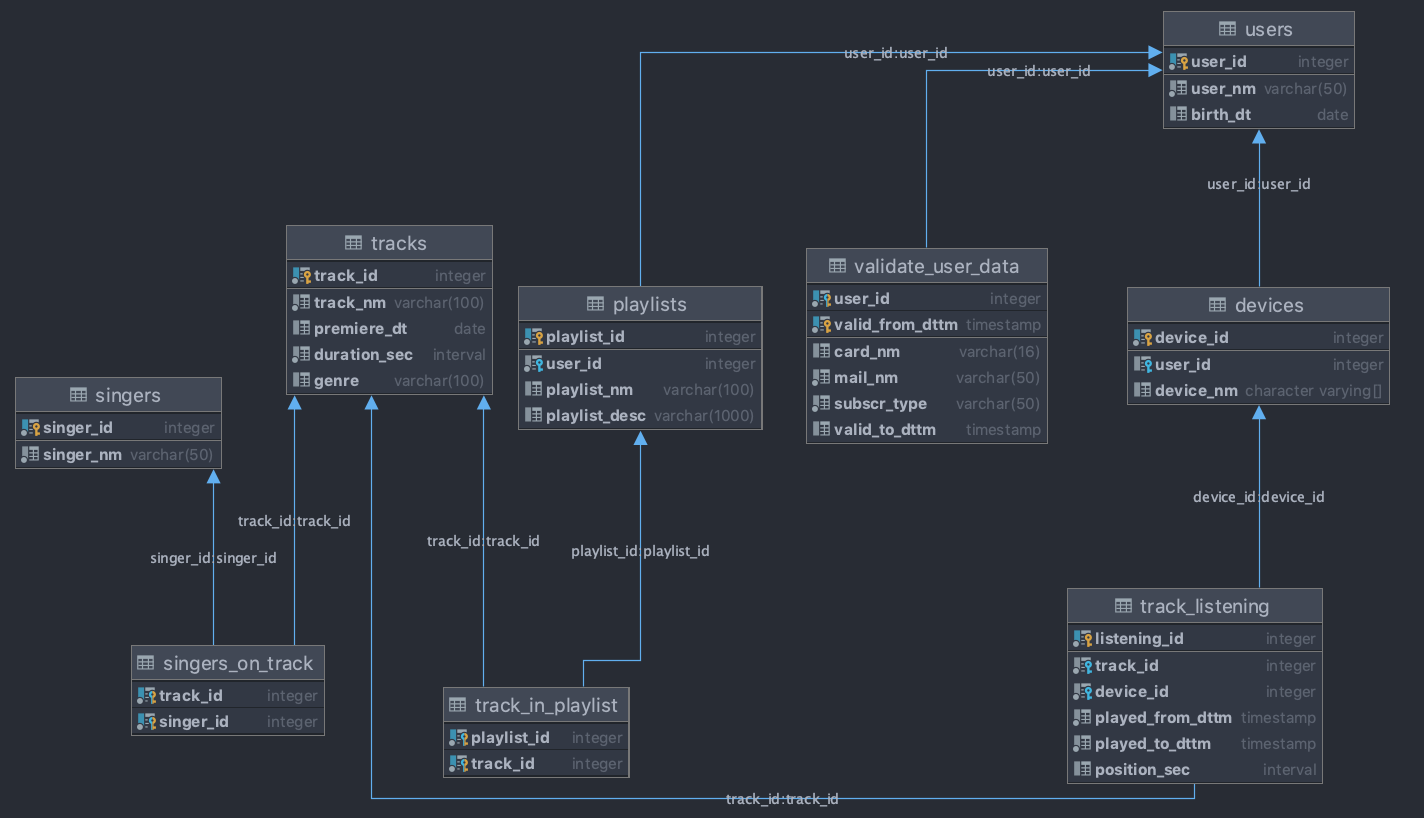 users
user_id integer
user_nm varchar(50)
birth_dt date
user_id:user_id
user_id:user_id
user_id:user_id
tracks
track_id integer
track_nm varchar(100)
premiere_dt date
duration_sec interval
genre varchar(100)
validate_user_data
user_id integer
valid_from_dttm timestamp
card_nm varchar(16)
mail_nm varchar(50)
subscr_type varchar(50)
valid_to_dttm timestamp
playlists
playlist_id integer
user_id integer
playlist_nm varchar(100)
playlist_desc varchar(1000)
devices
device_id integer
user_id integer
device_nm character varying[]
singers
singer_id integer
singer_nm varchar(50)
device_id:device_id
track_id:track_id
track_id:track_id
playlist_id:playlist_id
singer_id:singer_id
track_listening
listening_id integer
track_id integer
device_id integer
played_from_dttm timestamp
played_to_dttm timestamp
position_sec interval
singers_on_track
track_id integer
singer_id integer
track_in_playlist
playlist_id integer
track_id integer
track_id:track_id